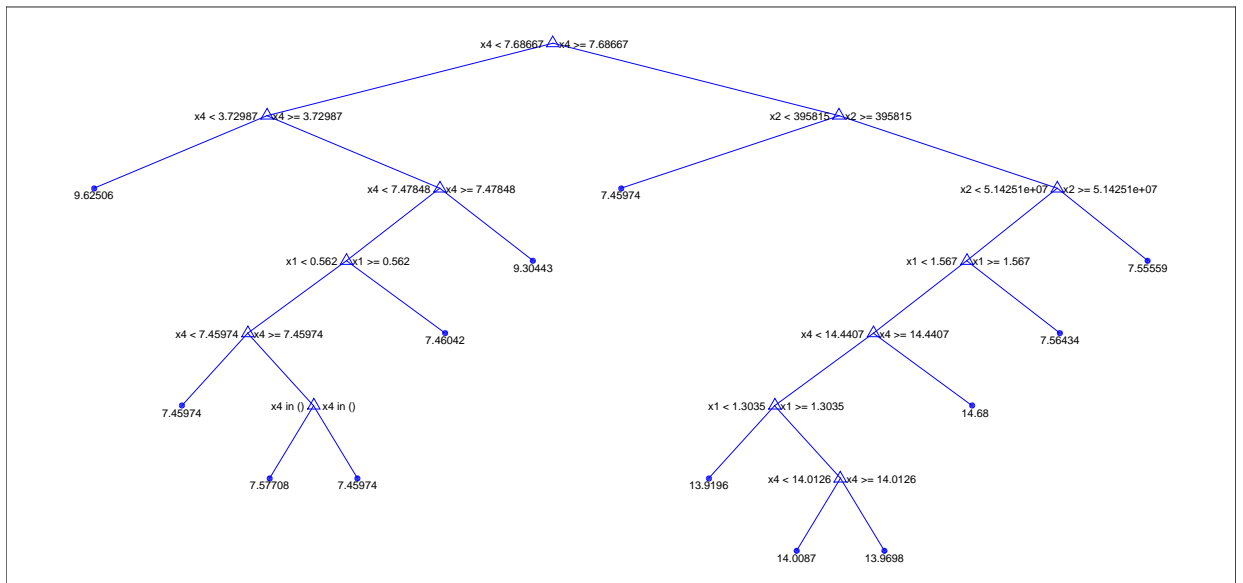 x4 < 7.68667 x4 >= 7.68667
x4 < 3.72987 x4 >= 3.72987
x2 < 395815 x2 >= 395815
9.62506
x4 < 7.47848 x4 >= 7.47848
7.45974
x2 < 5.14251e+07 x2 >= 5.14251e+07
x1 < 0.562 x1 >= 0.562
9.30443
x1 < 1.567 x1 >= 1.567
7.55559
x4 < 7.45974 x4 >= 7.45974
7.46042
x4 < 14.4407 x4 >= 14.4407
7.56434
7.45974
x4 in () x4 in ()
x1 < 1.3035 x1 >= 1.3035
14.68
7.57708
7.45974
13.9196
x4 < 14.0126 x4 >= 14.0126
14.0087
13.9698